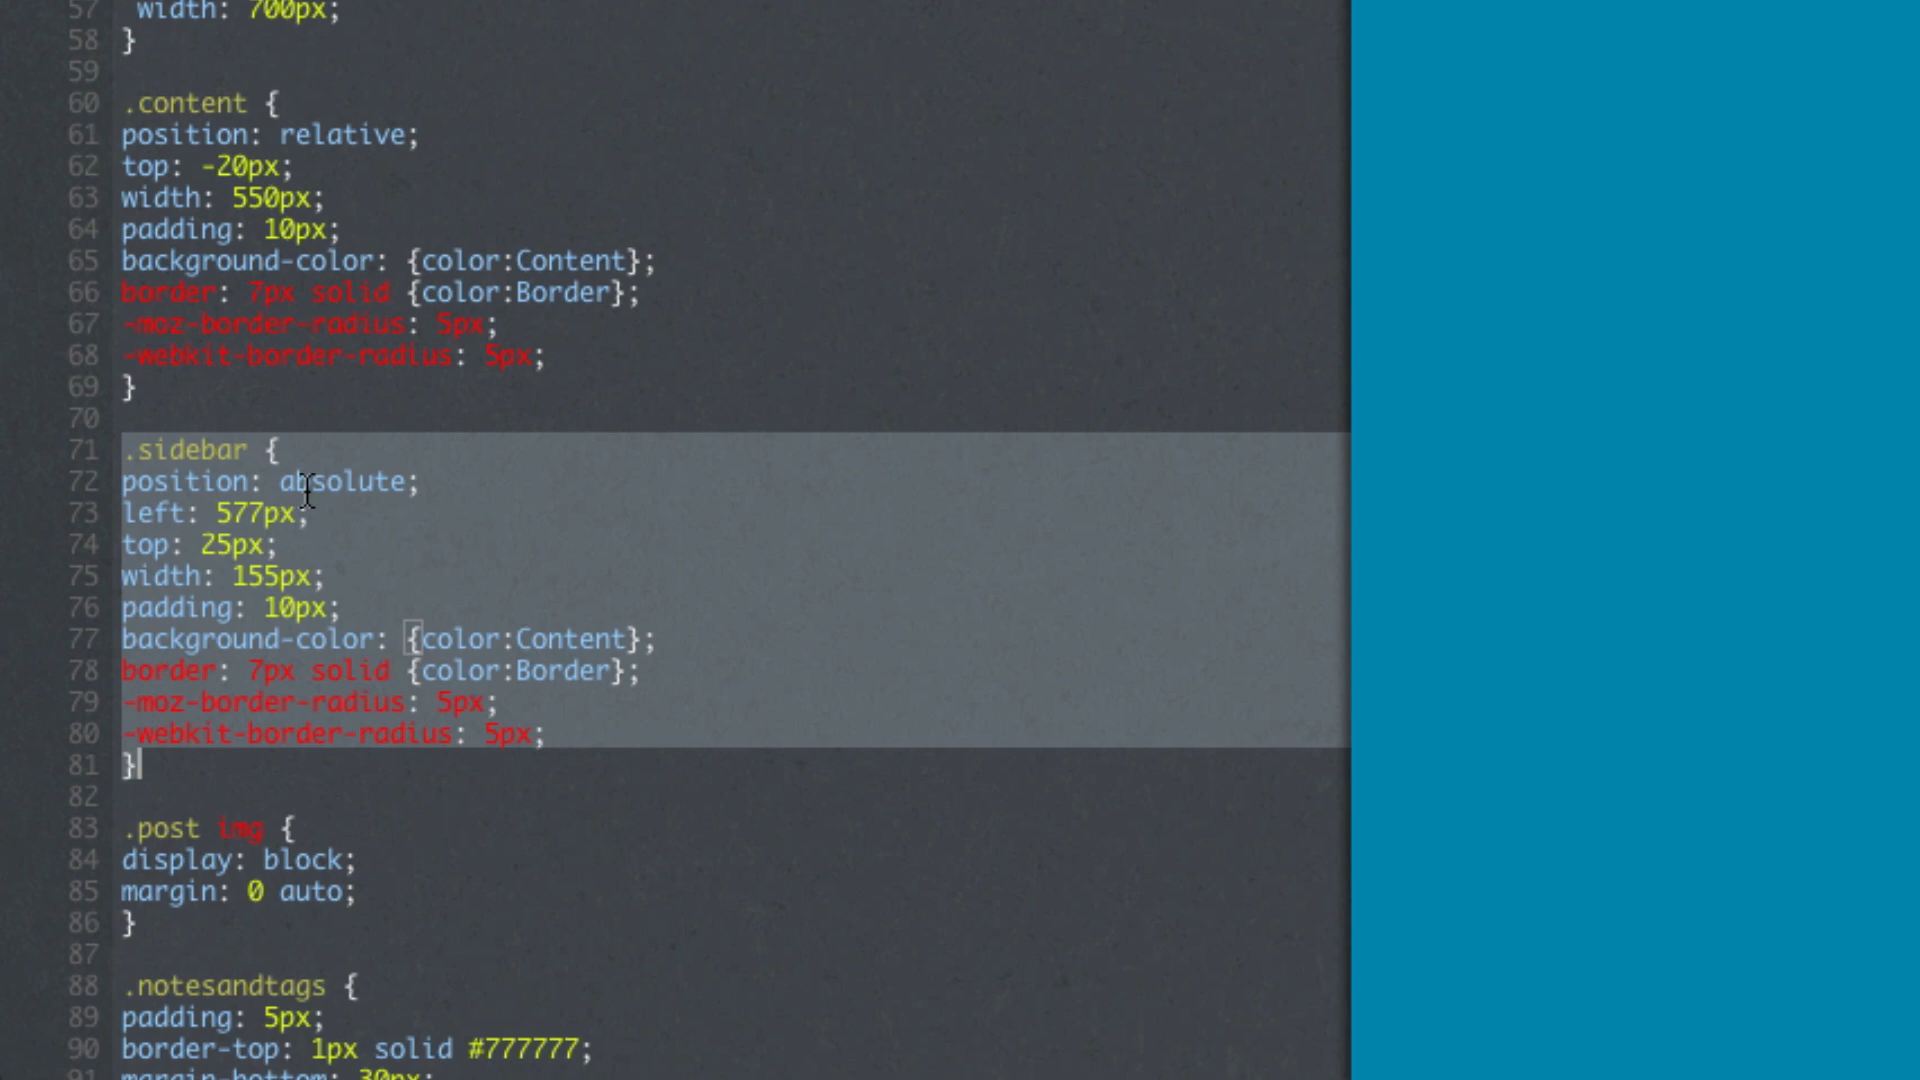 57 width: 700px;
58 }
59
60 .content {
61 position: relative;
62 top: -20px;
63 width: 550px;
64 padding: 10px;
65 background-color: {color:Content};
66 border: 7px solid {color:Border};
67 -moz-border-radius: 5px;
68 -webkit-border-radius: 5px;
69 }
70
71 .sidebar {
72 position: absolute;
73 left: 577px;
74 top: 25px;
75 width: 155px;
76 padding: 10px;
77 background-color: {color:Content};
78 border: 7px solid {color:Border};
79 -moz-border-radius: 5px;
80 -webkit-border-radius: 5px;
81 }
82
83 .post img {
84 display: block;
85 margin: 0 auto;
86 }
87
88 .notesandtags {
89 padding: 5px;
90 border-top: 1px solid #777777;
91 margin-bottom: 30px;